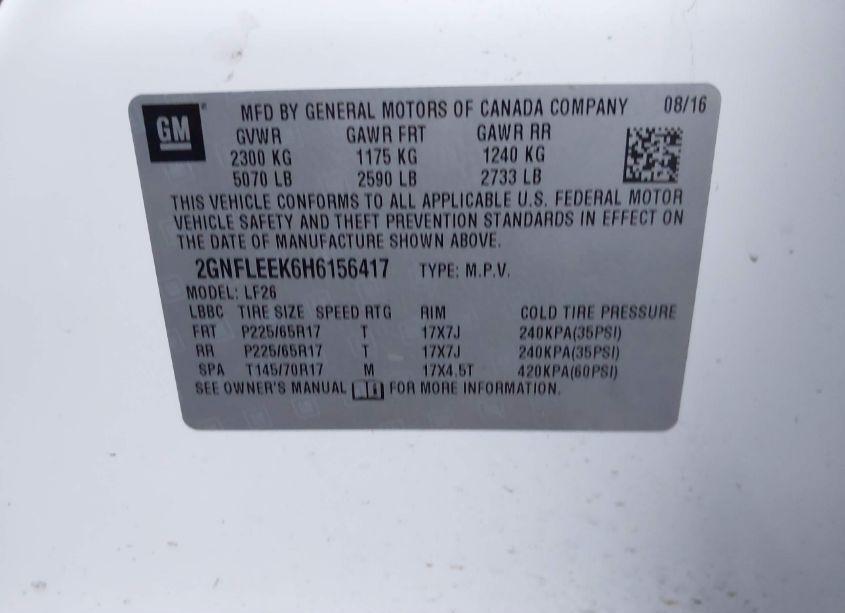 GM ® MFD BY GENERAL MOTORS OF CANADA COMPANY 08/16
GVWR GAWR FRT GAWR RR
2300 KG 1175 KG 1240 KG
5070 LB 2590 LB 2733 LB
THIS VEHICLE CONFORMS TO ALL APPLICABLE U.S. FEDERAL MOTOR
VEHICLE SAFETY AND THEFT PREVENTION STANDARDS IN EFFECT ON
THE DATE OF MANUFACTURE SHOWN ABOVE.
2GNFLEEK6H6156417 TYPE: M.P.V.
MODEL: LF26
LBBC TIRE SIZE SPEED RTG RIM COLD TIRE PRESSURE
FRT P225/65R17 T 17X7J 240KPA(35PSI)
RR P225/65R17 T 17X7J 240KPA(35PSI)
SPA T145/70R17 M 17X4.5T 420KPA(60PSI)
SEE OWNER'S MANUAL FOR MORE INFORMATION.